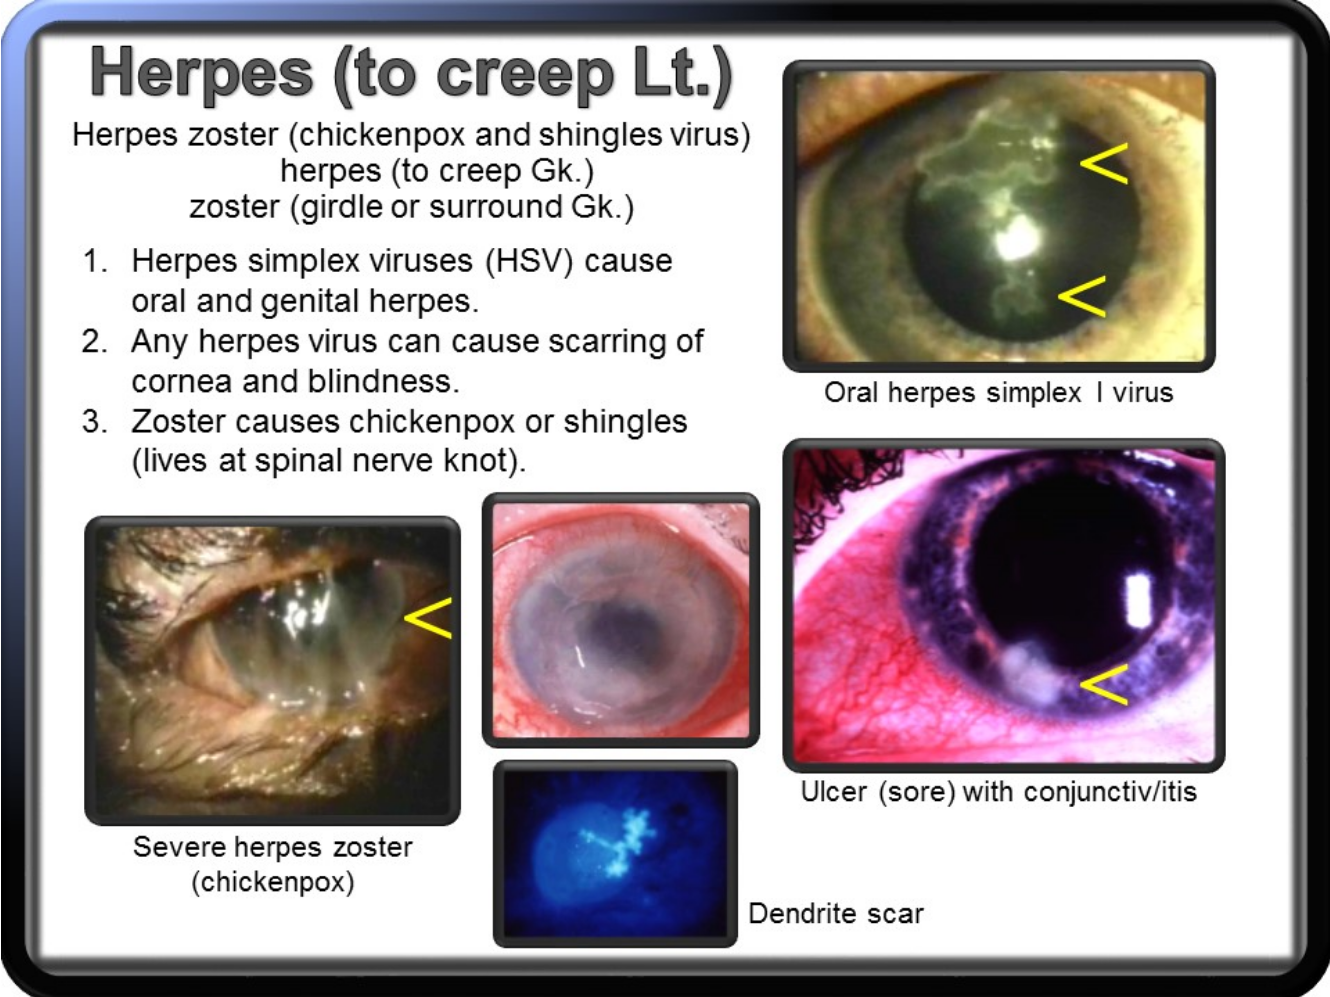 Herpes (to creep Lt.)
Herpes zoster (chickenpox and shingles virus)
herpes (to creep Gk.)
zoster (girdle or surround Gk.)
1. Herpes simplex viruses (HSV) cause
oral and genital herpes.
2. Any herpes virus can cause scarring of
cornea and blindness.
3. Zoster causes chickenpox or shingles
(lives at spinal nerve knot).
Oral herpes simplex I virus
Ulcer (sore) with conjunctiv/itis
Severe herpes zoster
(chickenpox)
Dendrite scar